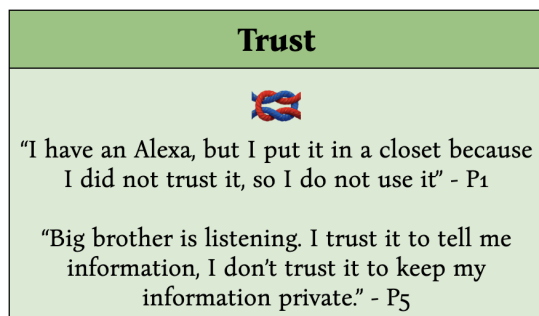 Trust
“I have an Alexa, but I put it in a closet because
I did not trust it, so I do not use it” - P1
“Big brother is listening. I trust it to tell me
information, I don’t trust it to keep my
information private.” - P5